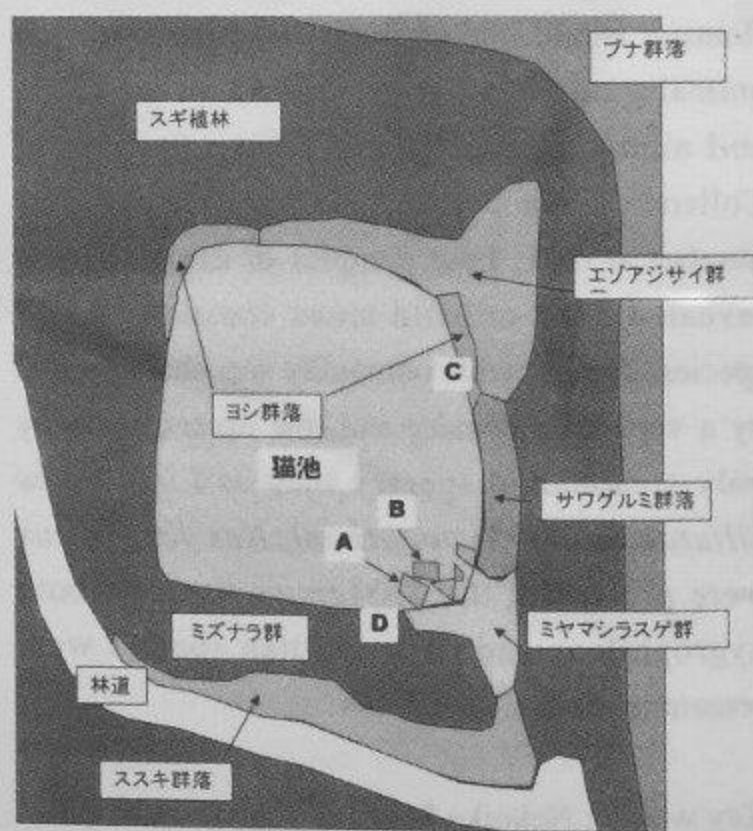 ブナ群落
スギ植林
エゾアジサイ群
C
ヨシ群落
猫池
サワグルミ群落
B
A
D
ミズナラ群
ミヤマシラスゲ群
林道
ススキ群落